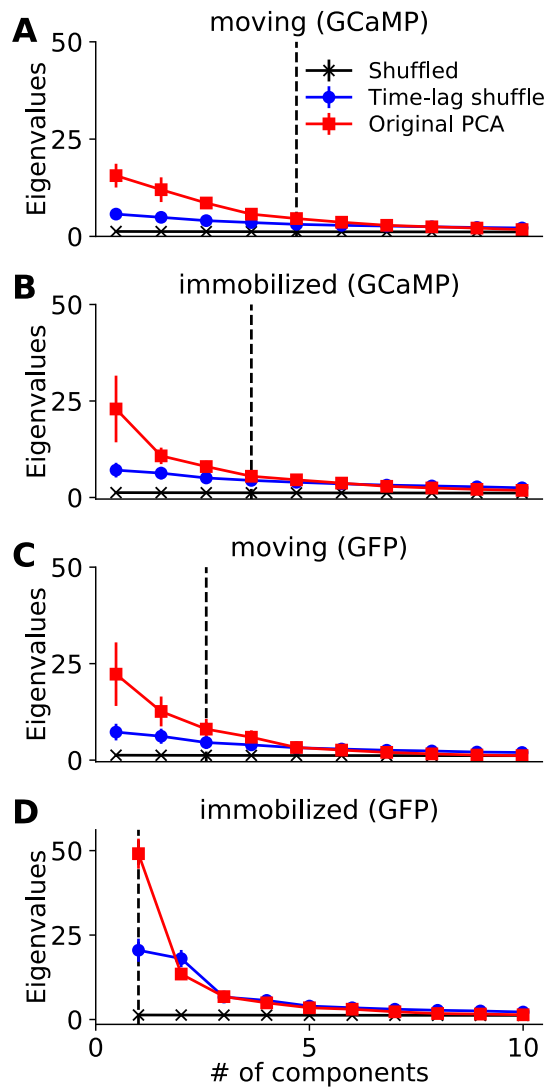 A
moving (GCaMP)
50
25
0
Eigenvalues
Shuffled
Time-lag shuffle
Original PCA
B
immobilized (GCaMP)
50
25
0
Eigenvalues
C
moving (GFP)
50
25
0
Eigenvalues
D
immobilized (GFP)
50
25
0
Eigenvalues
0 5 10
# of components